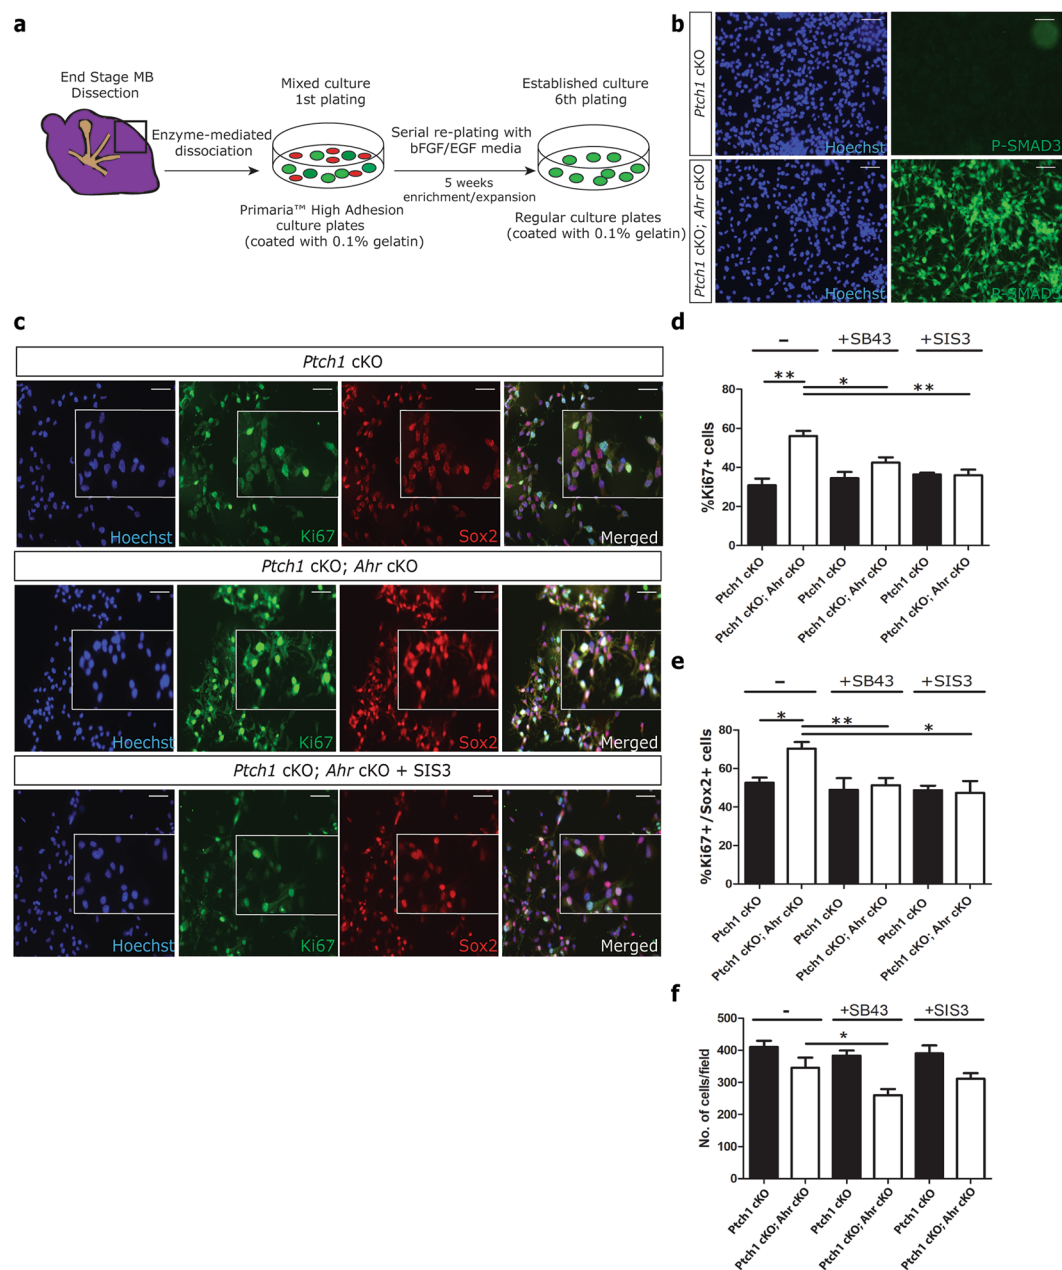 a
End Stage MB
Dissection
Enzyme-mediated
dissociation
Mixed culture
1st plating
Primaria™ High Adhesion
culture plates
(coated with 0.1% gelatin)
Serial re-plating with
bFGF/EGF media
5 weeks
enrichment/expansion
Established culture
6th plating
Regular culture plates
(coated with 0.1% gelatin)
b
Ptch1 cKO
Hoechst
P-SMAD3
Ptch1 cKO; Ahr cKO
Hoechst
P-SMAD3
c
Ptch1 cKO
Hoechst
Ki67
Sox2
Merged
Ptch1 cKO; Ahr cKO
Hoechst
Ki67
Sox2
Merged
Ptch1 cKO; Ahr cKO + SIS3
Hoechst
Ki67
Sox2
Merged
d
– +SB43 +SIS3
** * **
%Ki67+ cells
80
60
40
20
0
Ptch1 cKO
Ptch1 cKO; Ahr cKO
Ptch1 cKO
Ptch1 cKO; Ahr cKO
Ptch1 cKO
Ptch1 cKO; Ahr cKO
e
– +SB43 +SIS3
* ** *
%Ki67+/Sox2+ cells
80
60
40
20
0
Ptch1 cKO
Ptch1 cKO; Ahr cKO
Ptch1 cKO
Ptch1 cKO; Ahr cKO
Ptch1 cKO
Ptch1 cKO; Ahr cKO
f
- +SB43 +SIS3
*
No. of cells/field
500
400
300
200
100
0
Ptch1 cKO
Ptch1 cKO; Ahr cKO
Ptch1 cKO
Ptch1 cKO; Ahr cKO
Ptch1 cKO
Ptch1 cKO; Ahr cKO